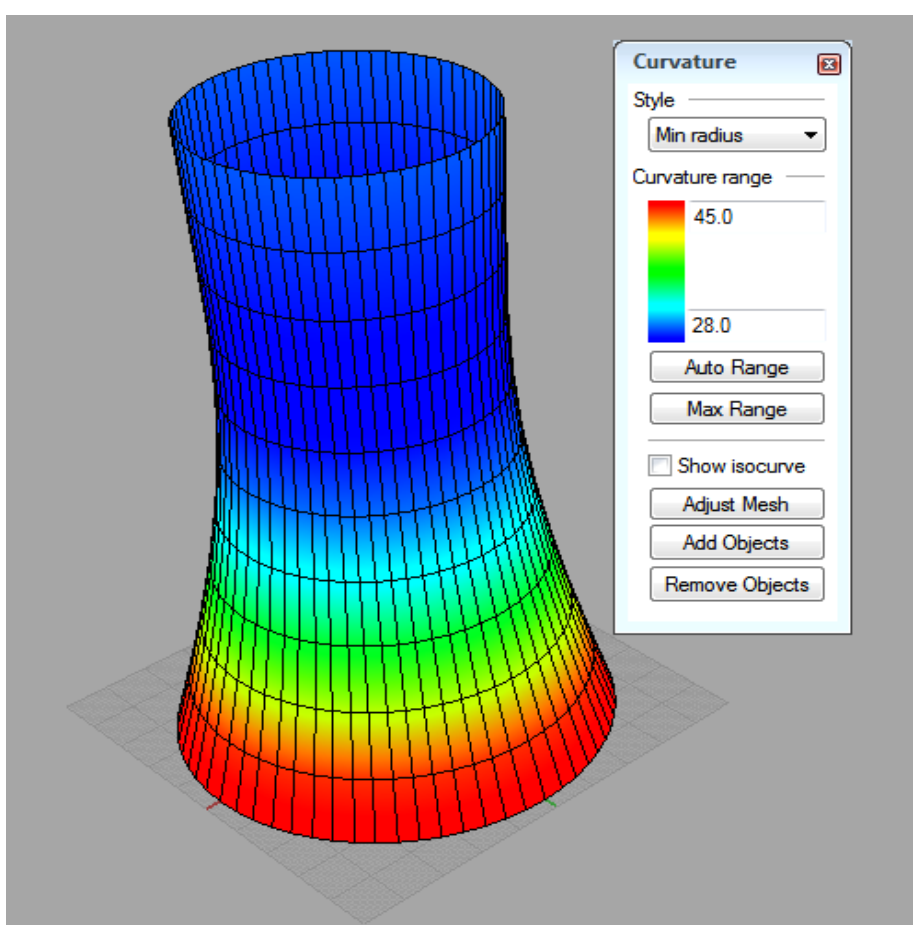 Curvature
Style
Min radius
Curvature range
45.0
28.0
Auto Range
Max Range
Show isocurve
Adjust Mesh
Add Objects
Remove Objects